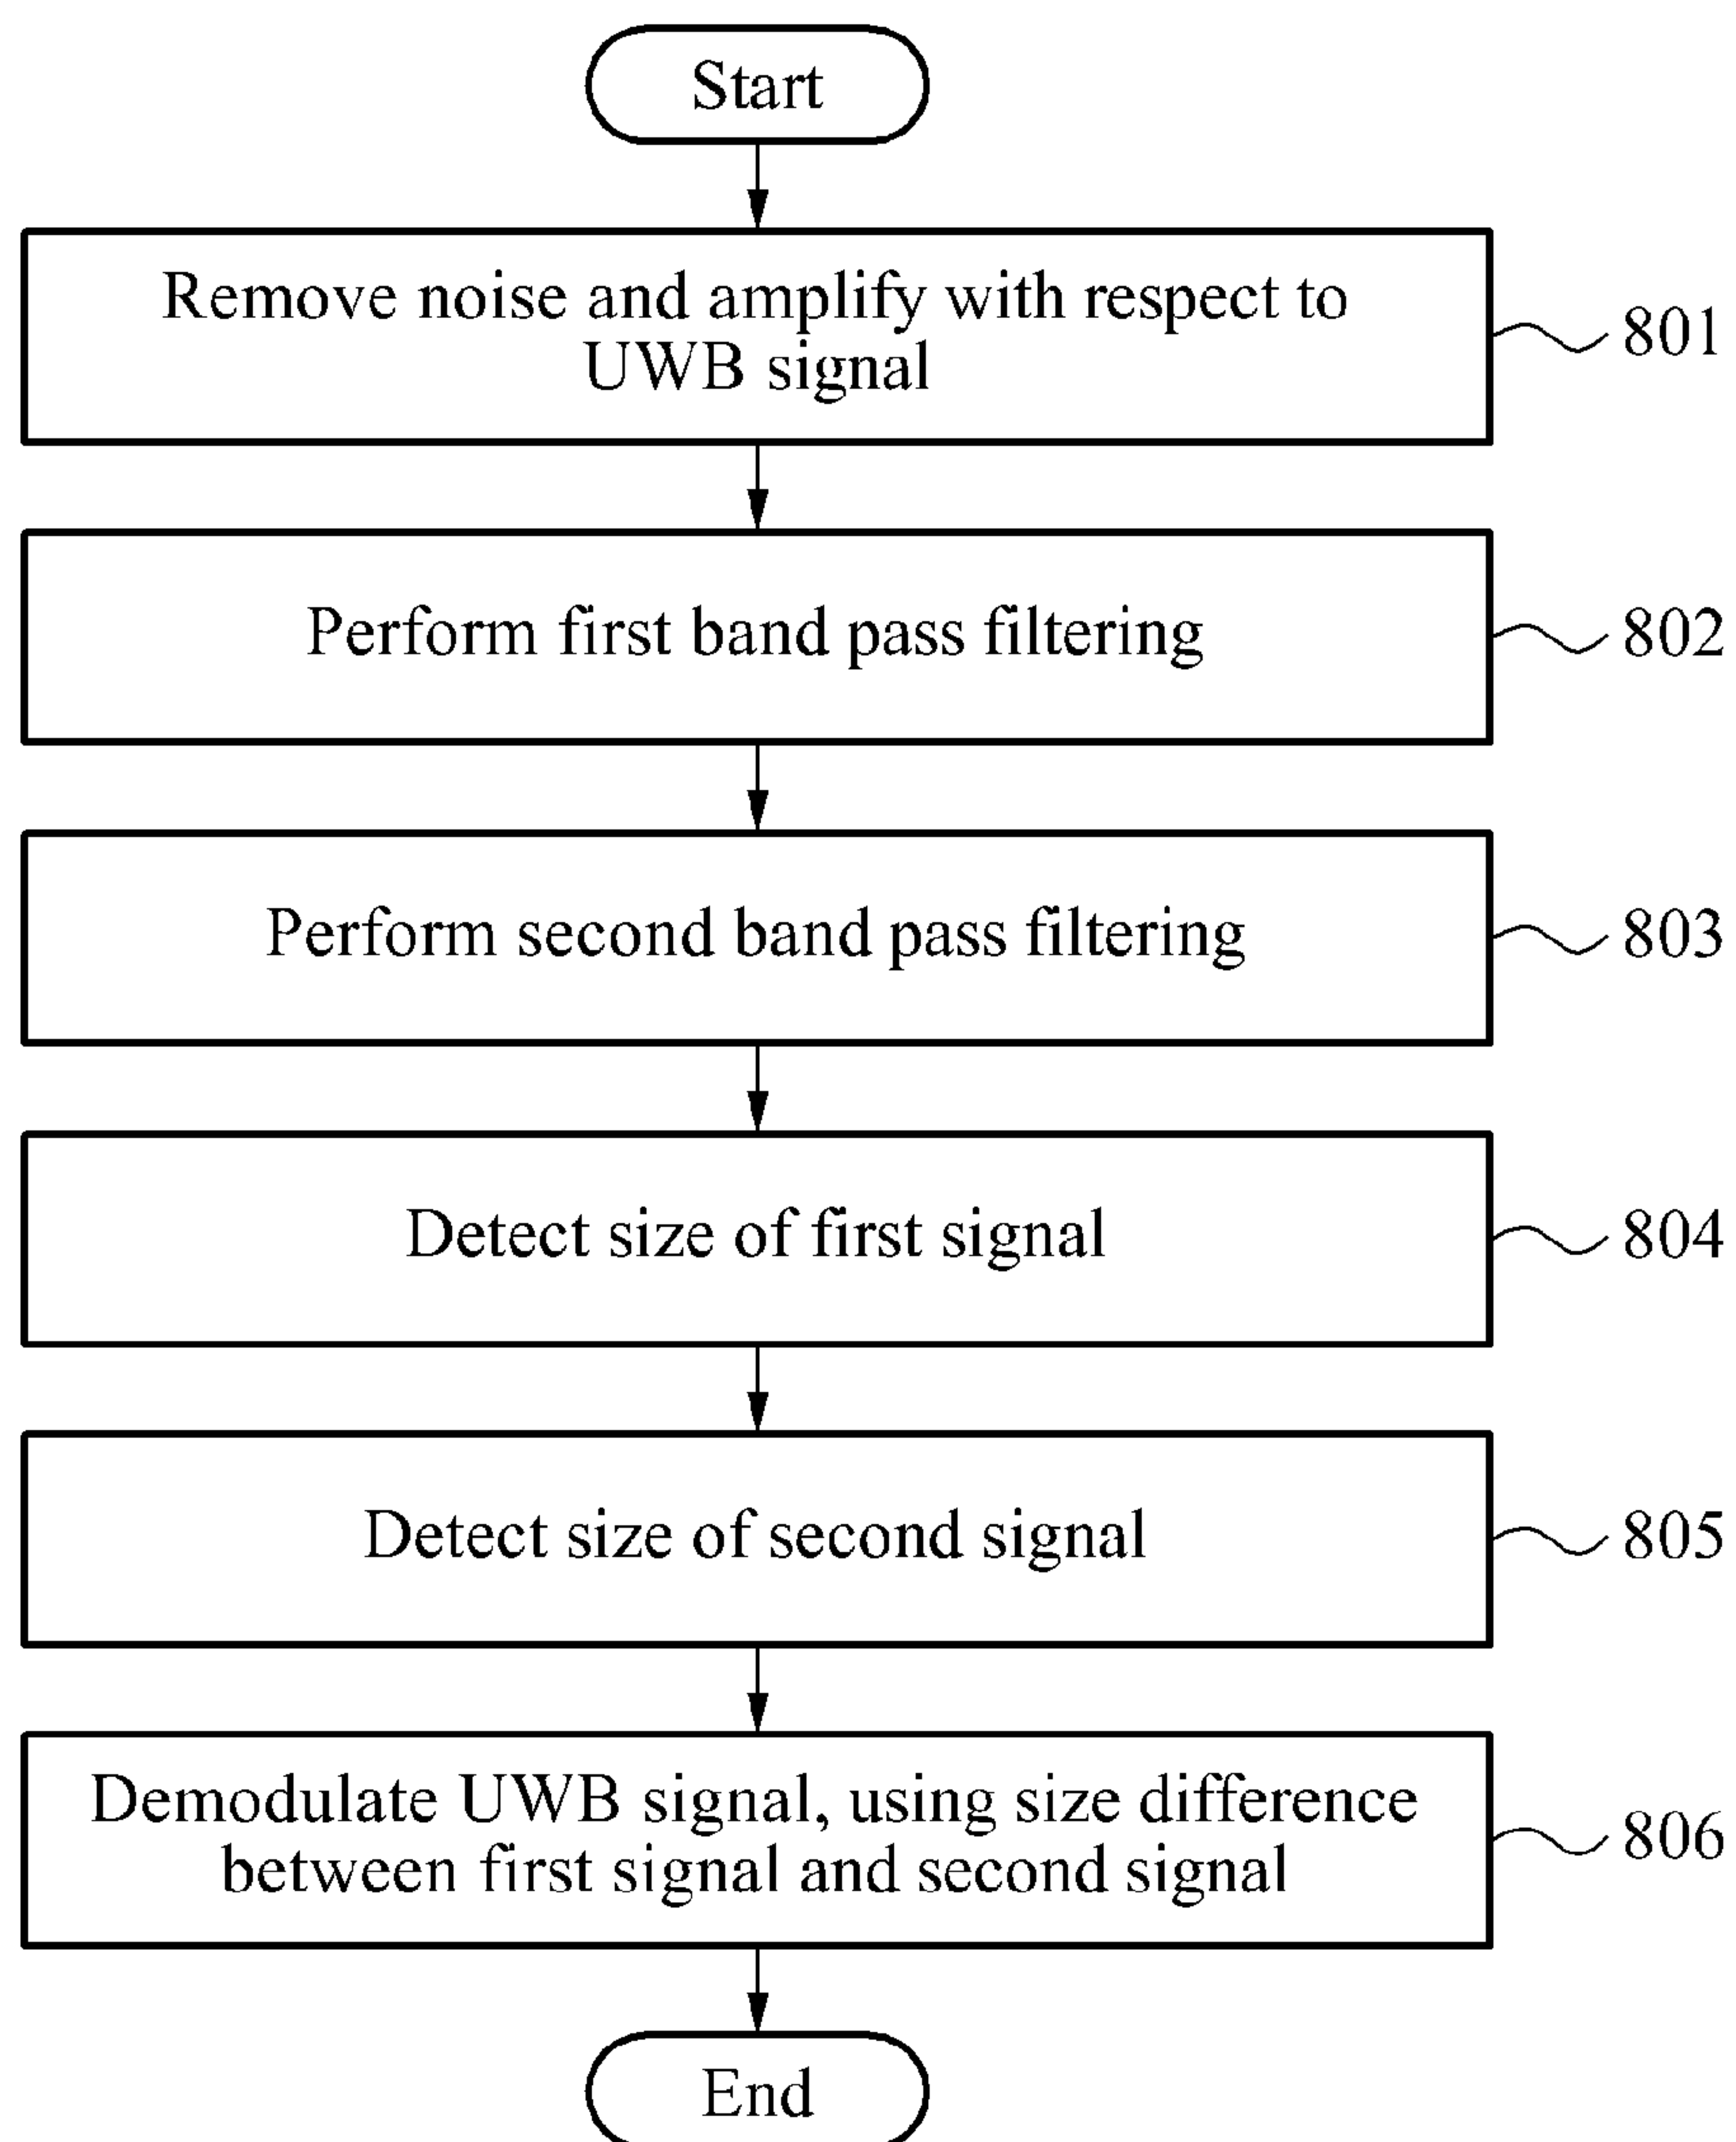 Start
Remove noise and amplify with respect to
UWB signal
801
Perform first band pass filtering
802
Perform second band pass filtering
803
Detect size of first signal
804
Detect size of second signal
805
Demodulate UWB signal, using size difference
between first signal and second signal
806
End